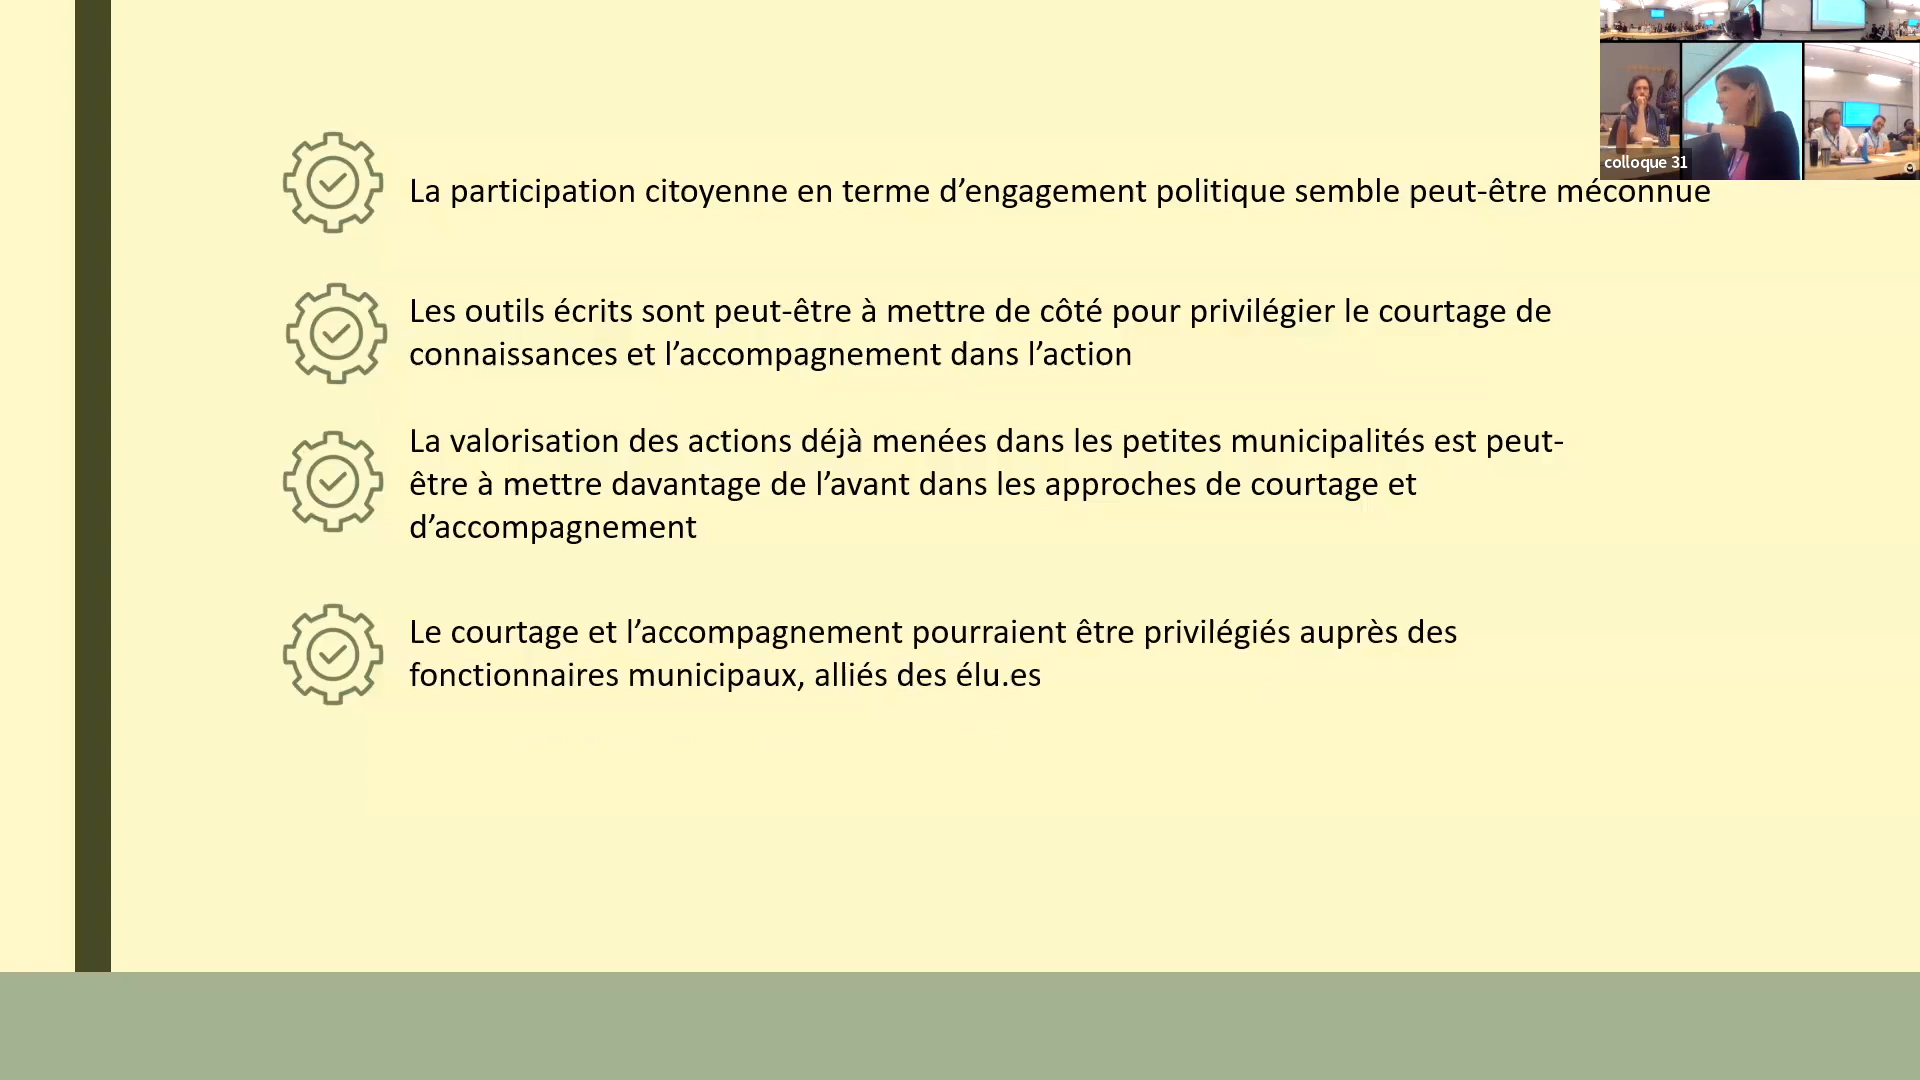 colloque 31
La participation citoyenne en terme d’engagement politique semble peut-être méconnue
Les outils écrits sont peut-être à mettre de côté pour privilégier le courtage de
connaissances et l’accompagnement dans l’action
La valorisation des actions déjà menées dans les petites municipalités est peut-
être à mettre davantage de l’avant dans les approches de courtage et
d’accompagnement
Le courtage et l’accompagnement pourraient être privilégiés auprès des
fonctionnaires municipaux, alliés des élu.es